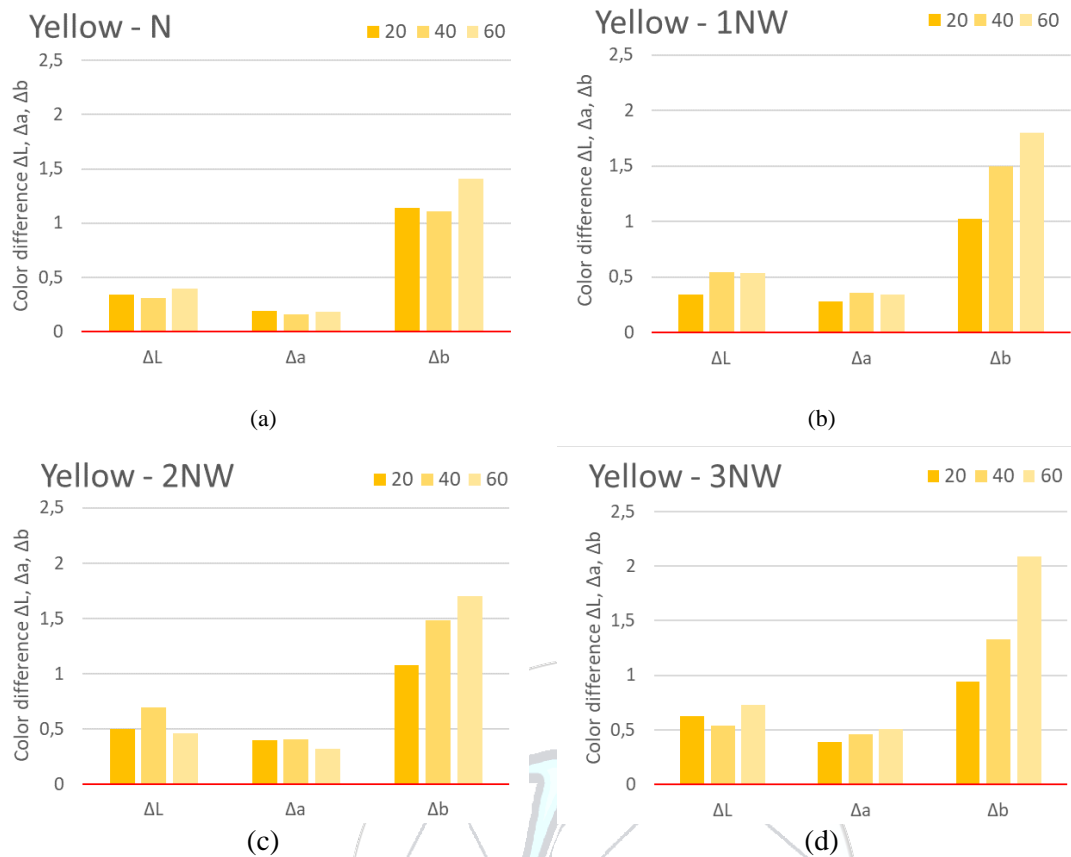 Yellow - N
20 40 60
Color difference ΔL, Δa, Δb
2,5
2
1,5
1
0,5
0
ΔL Δa Δb
(a)
Yellow - 1NW
20 40 60
Color difference ΔL, Δa, Δb
2,5
2
1,5
1
0,5
0
ΔL Δa Δb
(b)
Yellow - 2NW
20 40 60
Color difference ΔL, Δa, Δb
2,5
2
1,5
1
0,5
0
ΔL Δa Δb
(c)
Yellow - 3NW
20 40 60
Color difference ΔL, Δa, Δb
2,5
2
1,5
1
0,5
0
ΔL Δa Δb
(d)